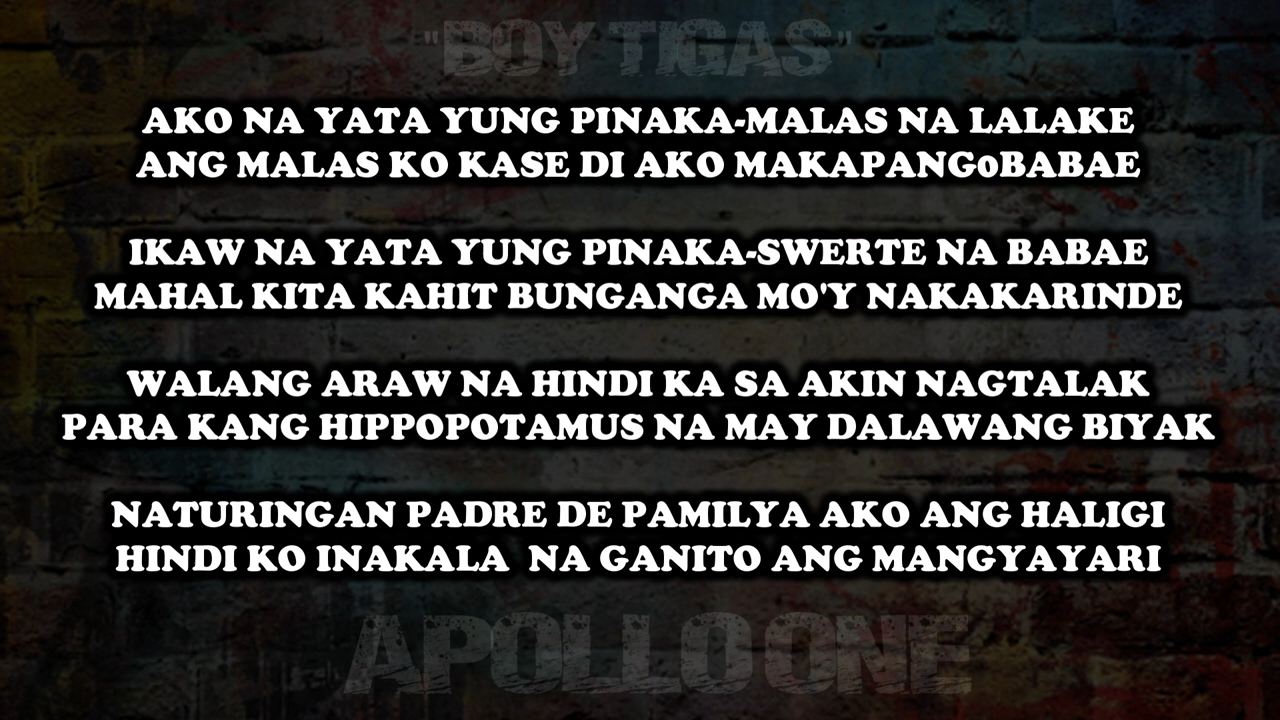 "BOY TIGAS"
AKO NA YATA YUNG PINAKA-MALAS NA LALAKE
ANG MALAS KO KASE DI AKO MAKAPANG0BABAE
IKAW NA YATA YUNG PINAKA-SWERTE NA BABAE
MAHAL KITA KAHIT BUNGANGA MO'Y NAKAKARINDE
WALANG ARAW NA HINDI KA SA AKIN NAGTALAK
PARA KANG HIPPOPOTAMUS NA MAY DALAWANG BIYAK
NATURINGAN PADRE DE PAMILYA AKO ANG HALIGI
HINDI KO INAKALA  NA GANITO ANG MANGYAYARI
APOLLO ONE